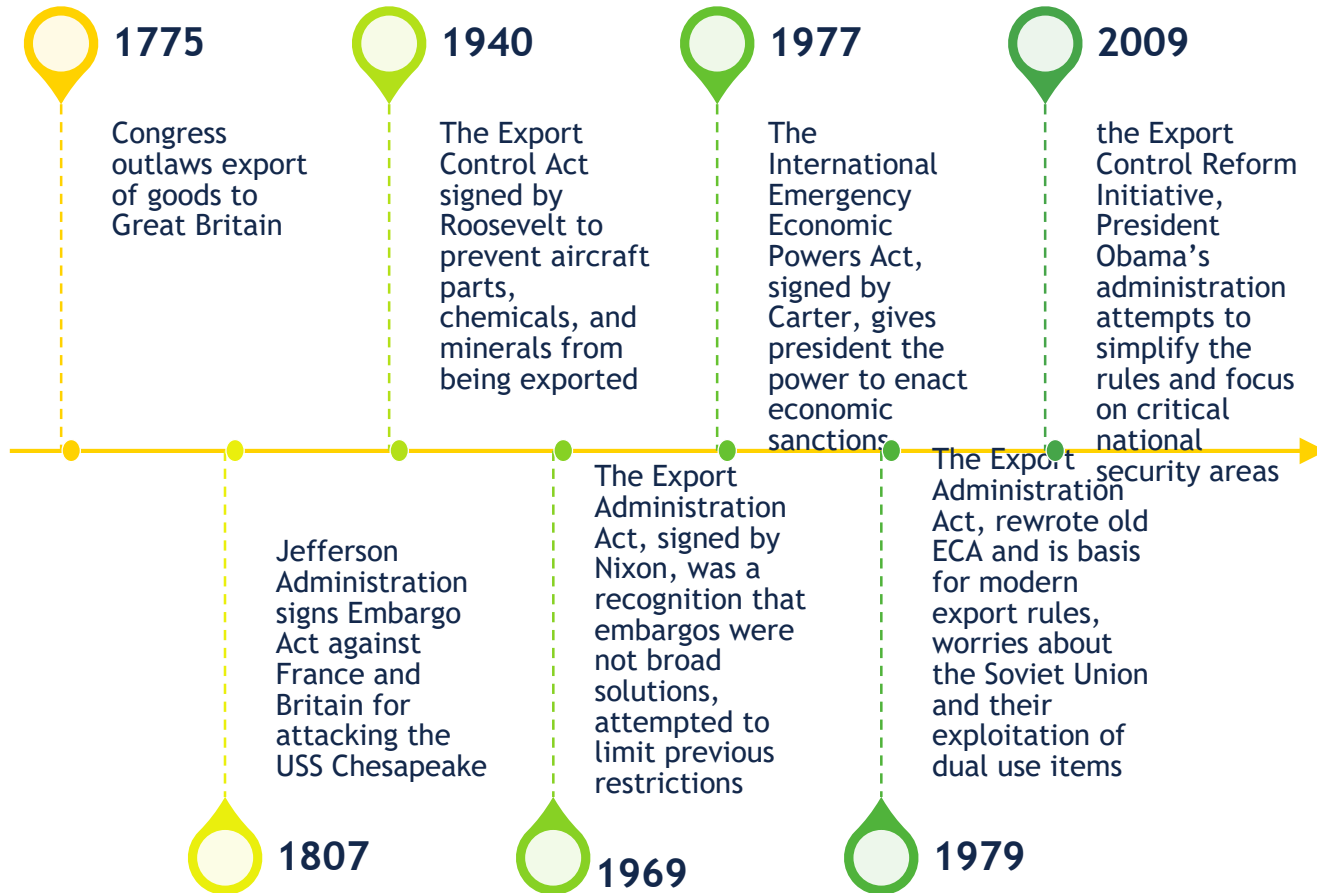 1775
Congress
outlaws export
of goods to
Great Britain
1940
The Export
Control Act
signed by
Roosevelt to
prevent aircraft
parts,
chemicals, and
minerals from
being exported
1977
The
International
Emergency
Economic
Powers Act,
signed by
Carter, gives
president the
power to enact
economic
sanctions
2009
the Export
Control Reform
Initiative,
President
Obama’s
administration
attempts to
simplify the
rules and focus
on critical
national
security areas
Jefferson
Administration
signs Embargo
Act against
France and
Britain for
attacking the
USS Chesapeake
1807
The Export
Administration
Act, signed by
Nixon, was a
recognition that
embargos were
not broad
solutions,
attempted to
limit previous
restrictions
1969
The Export
Administration
Act, rewrote old
ECA and is basis
for modern
export rules,
worries about
the Soviet Union
and their
exploitation of
dual use items
1979